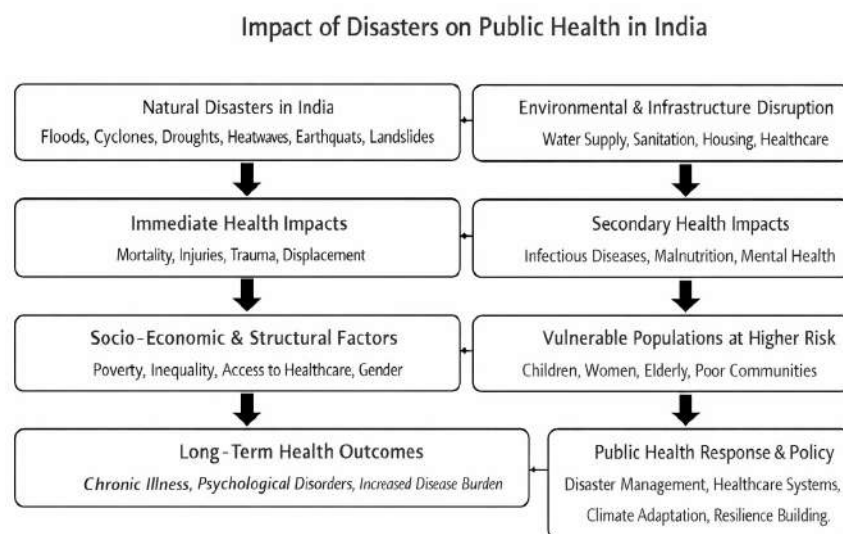 Impact of Disasters on Public Health in India
Natural Disasters in India
Floods, Cyclones, Droughts, Heatwaves, Earthquats, Landslides
Environmental & Infrastructure Disruption
Water Supply, Sanitation, Housing, Healthcare
Immediate Health Impacts
Mortality, Injuries, Trauma, Displacement
Secondary Health Impacts
Infectious Diseases, Malnutrition, Mental Health
Socio-Economic & Structural Factors
Poverty, Inequality, Access to Healthcare, Gender
Vulnerable Populations at Higher Risk
Children, Women, Elderly, Poor Communities
Long-Term Health Outcomes
Chronic Illness, Psychological Disorders, Increased Disease Burden
Public Health Response & Policy
Disaster Management, Healthcare Systems,
Climate Adaptation, Resilience Building.